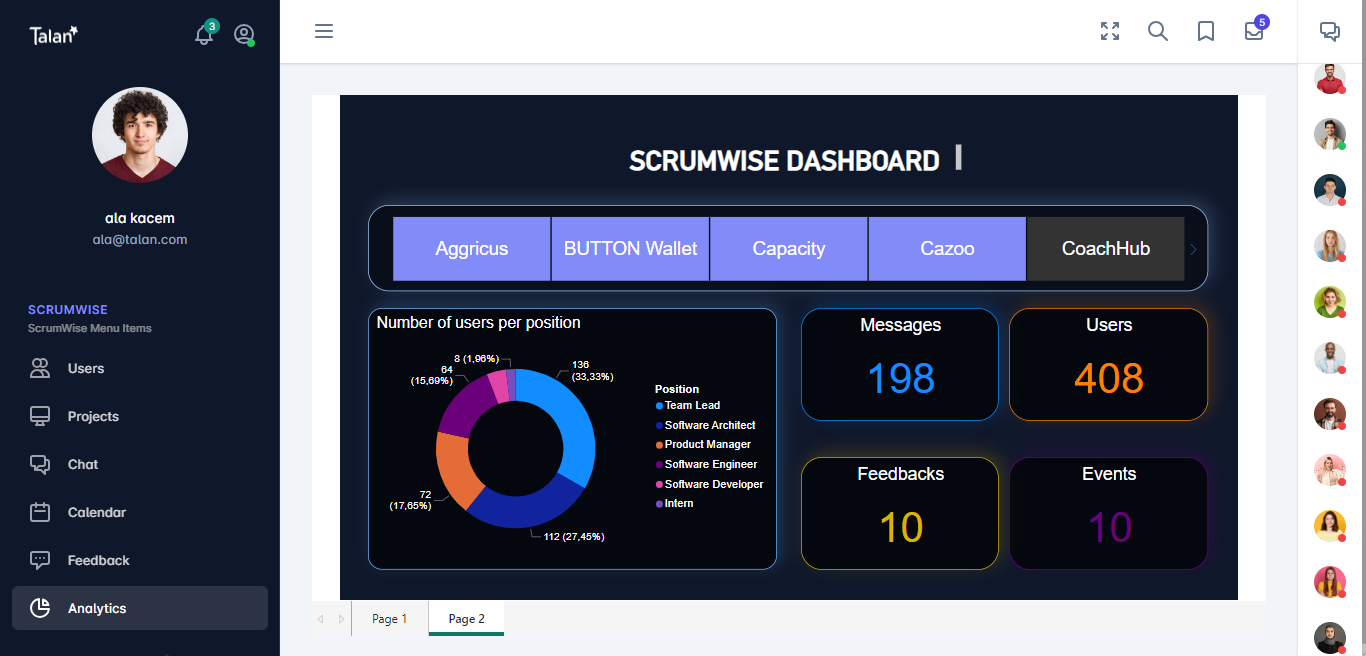 Talan
3
5
ala kacem
ala@talan.com
SCRUMWISE
ScrumWise Menu Items
Users
Projects
Chat
Calendar
Feedback
Analytics
SCRUMWISE DASHBOARD
Aggricus
BUTTON Wallet
Capacity
Cazoo
CoachHub
Number of users per position
8 (1,96%)
64
(15,69%)
136
(33,33%)
72
(17,65%)
112 (27,45%)
Position
Team Lead
Software Architect
Product Manager
Software Engineer
Software Developer
Intern
Messages
198
Users
408
Feedbacks
10
Events
10
Page 1
Page 2